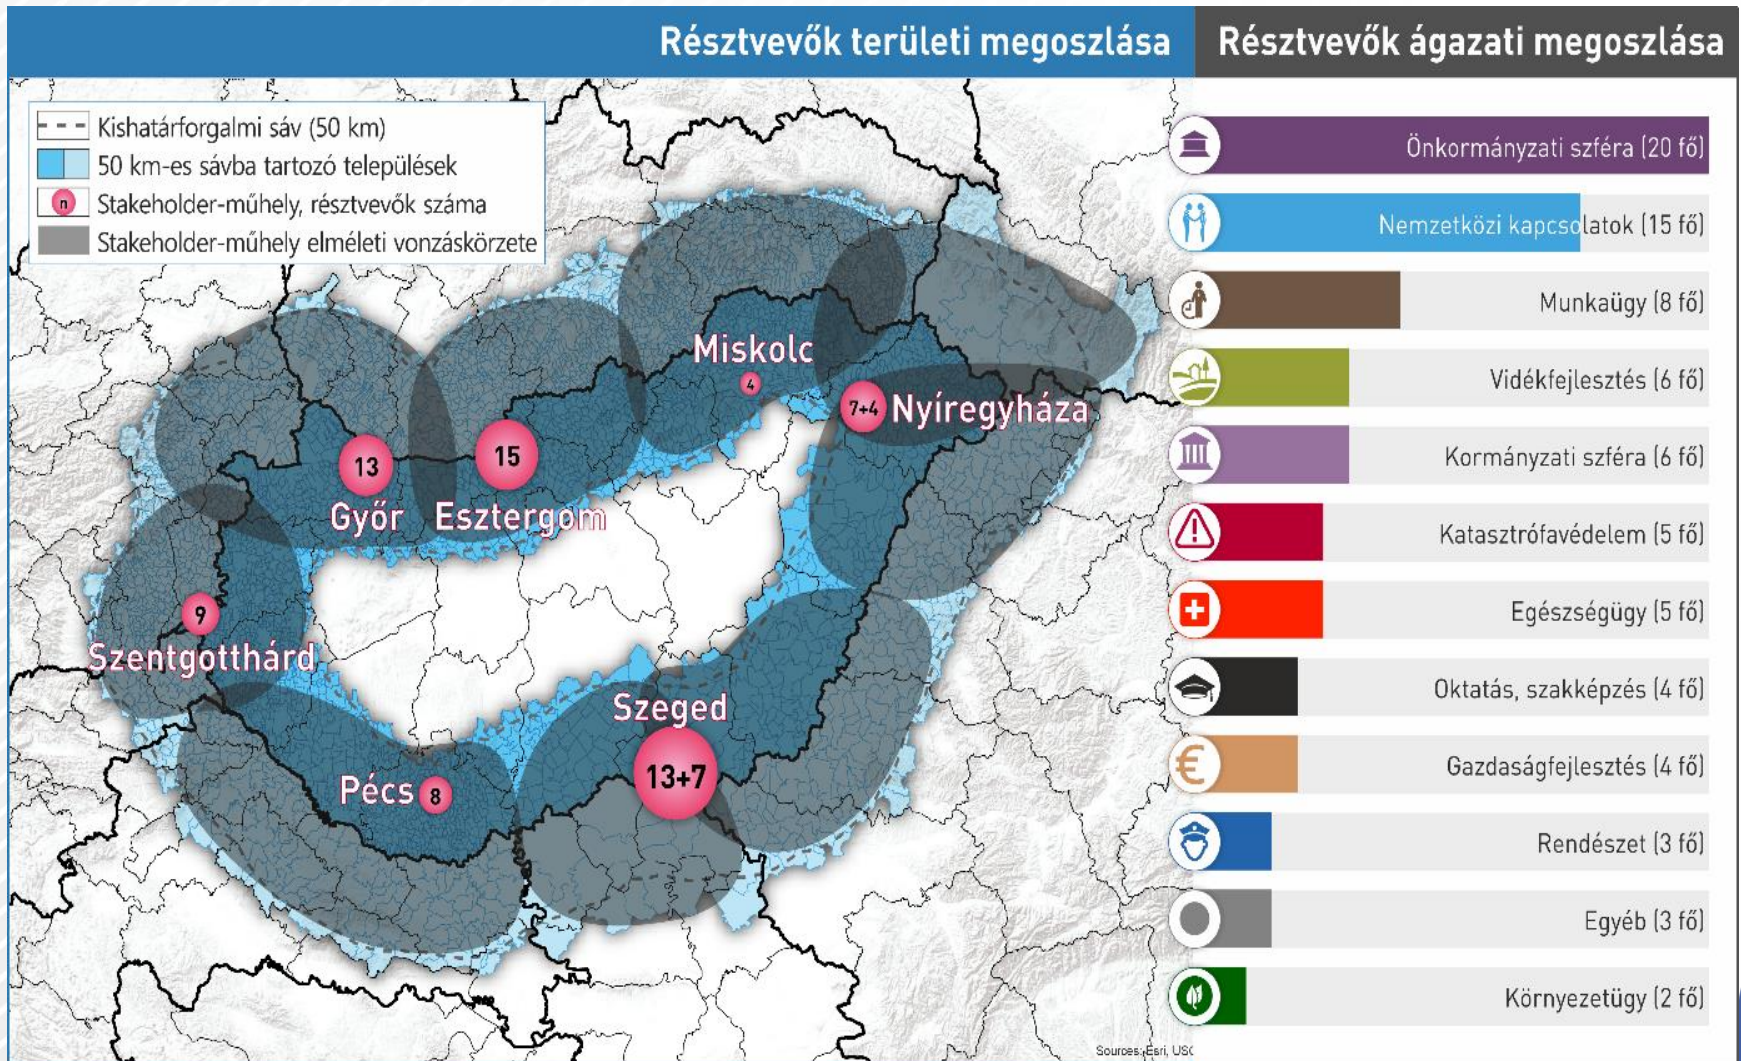 Résztvevők területi megoszlása
Résztvevők ágazati megoszlása
Kishatárforgalmi sáv (50 km)
50 km-es sávba tartozó települések
n
Stakeholder-műhely, résztvevők száma
Stakeholder-műhely elméleti vonzáskörzete
Miskolc
4
7+4
Nyíregyháza
13
Győr
15
Esztergom
9
Szentgotthárd
Szeged
13+7
Pécs
8
Önkormányzati szféra (20 fő)
Nemzetközi kapcsolatok (15 fő)
Munkaügy (8 fő)
Vidékfejlesztés (6 fő)
Kormányzati szféra (6 fő)
Katasztrófavédelem (5 fő)
Egészségügy (5 fő)
Oktatás, szakképzés (4 fő)
€
Gazdaságfejlesztés (4 fő)
Rendészet (3 fő)
Egyéb (3 fő)
Környezetügy (2 fő)
Sources: Esri, USG